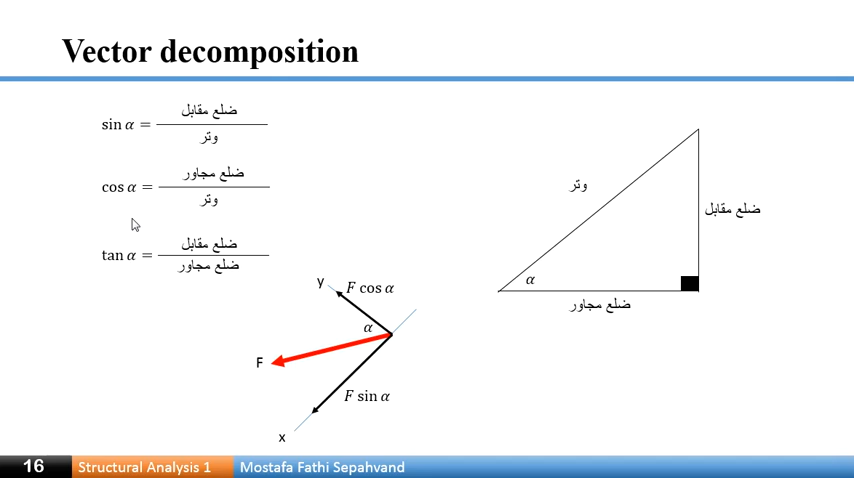 Vector decomposition
sin α = ضلع مقابل
وتر
cos α = ضلع مجاور
وتر
tan α = ضلع مقابل
ضلع مجاور
وتر
ضلع مقابل
α
ضلع مجاور
y
F cos α
α
F
F sin α
x
16 Structural Analysis 1 Mostafa Fathi Sepahvand